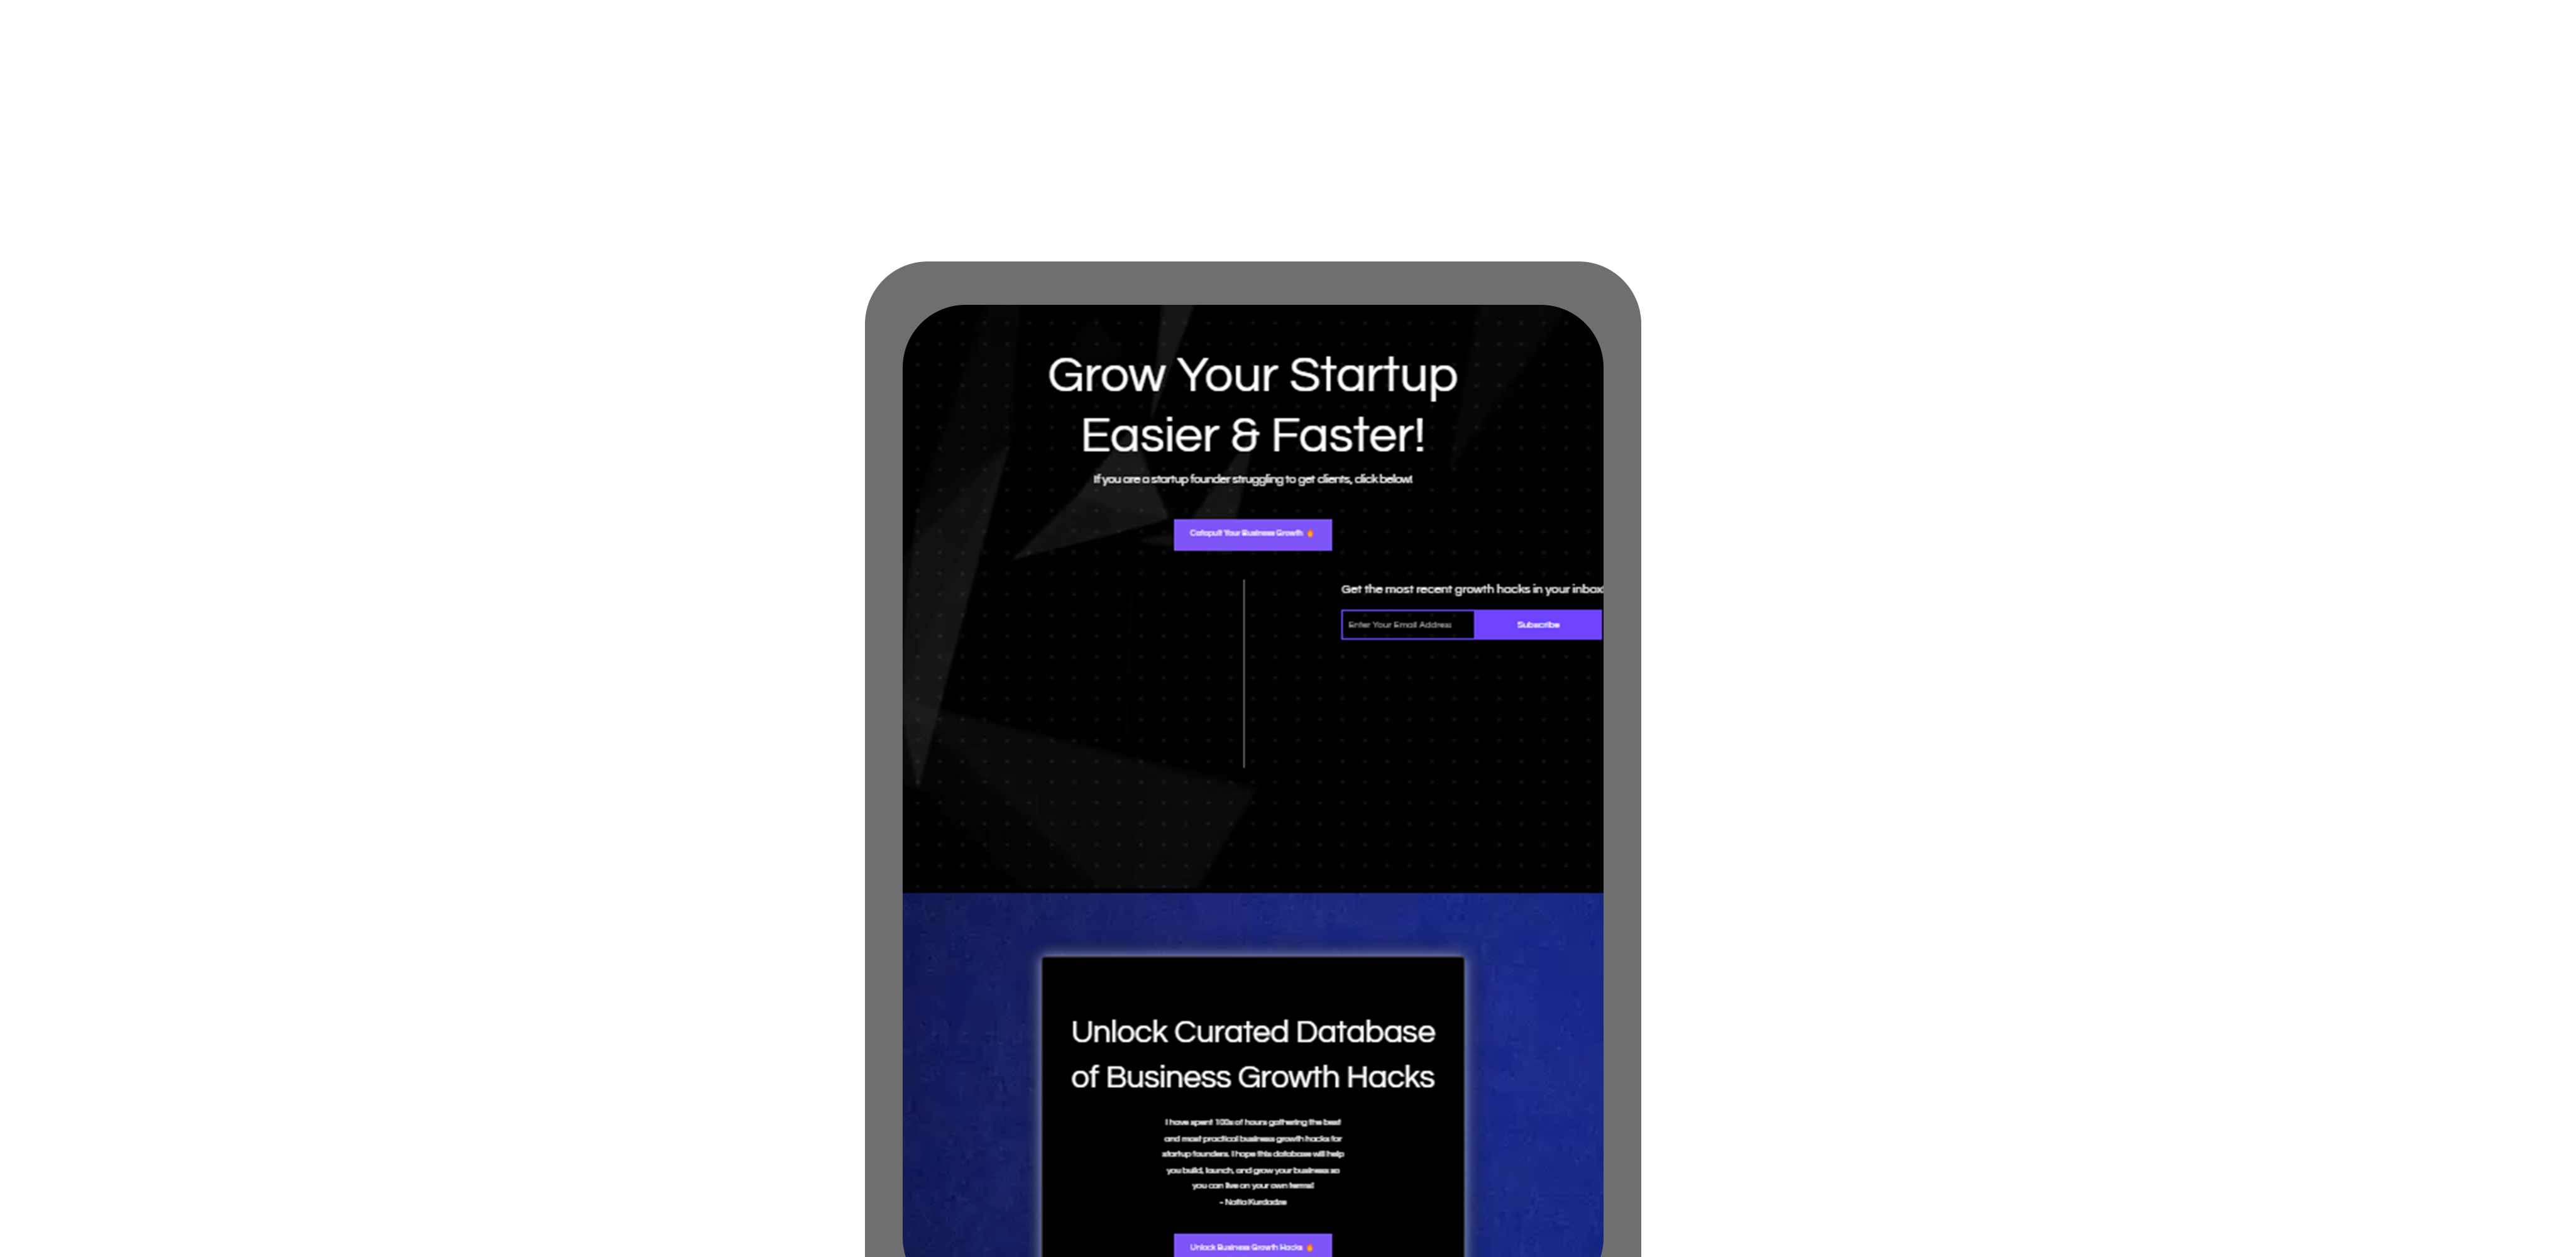 Grow Your Startup
Easier & Faster!
If you are a startup founder struggling to get clients, click below!
Catapult Your Business Growth 🔥
Get the most recent growth hacks in your inbox!
Enter Your Email Address
Subscribe
Unlock Curated Database
of Business Growth Hacks
I have spent 100s of hours gathering the best
and most practical business growth hacks for
startup founders. I hope this database will help
you build, launch, and grow your business so
you can live on your own terms!
- Natia Kurdadze
Unlock Business Growth Hacks 🔥